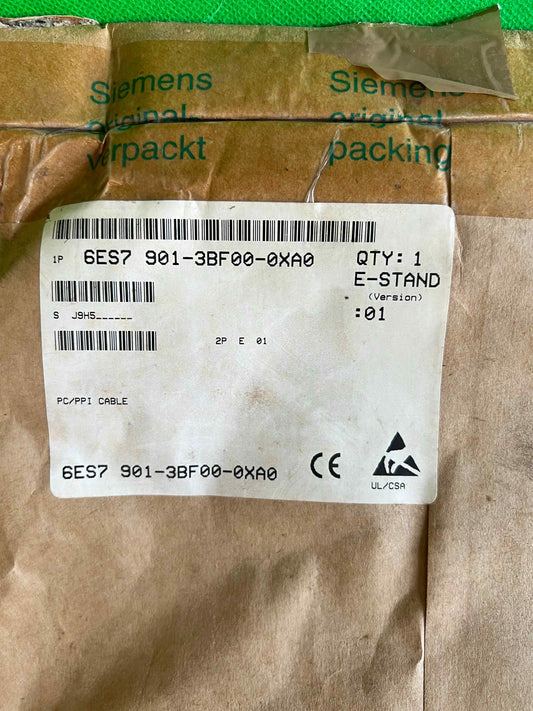 Siemens
original-
verpackt
Siemens
original
packing
1P 6ES7 901-3BF00-0XA0
QTY: 1
E-STAND
(Version)
:01
S J9H5______
2P E 01
PC/PPI CABLE
6ES7 901-3BF00-0XA0
CE
UL/CSA